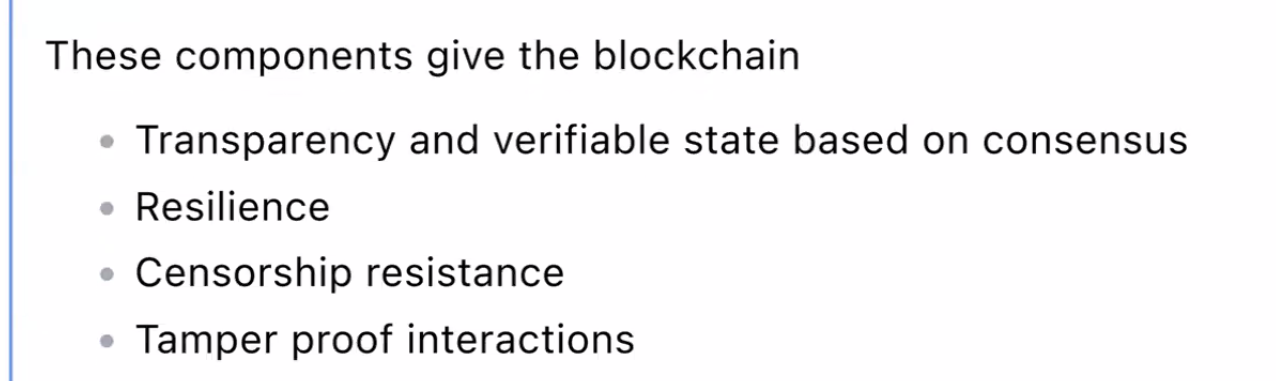 These components give the blockchain
Transparency and verifiable state based on consensus
Resilience
Censorship resistance
Tamper proof interactions